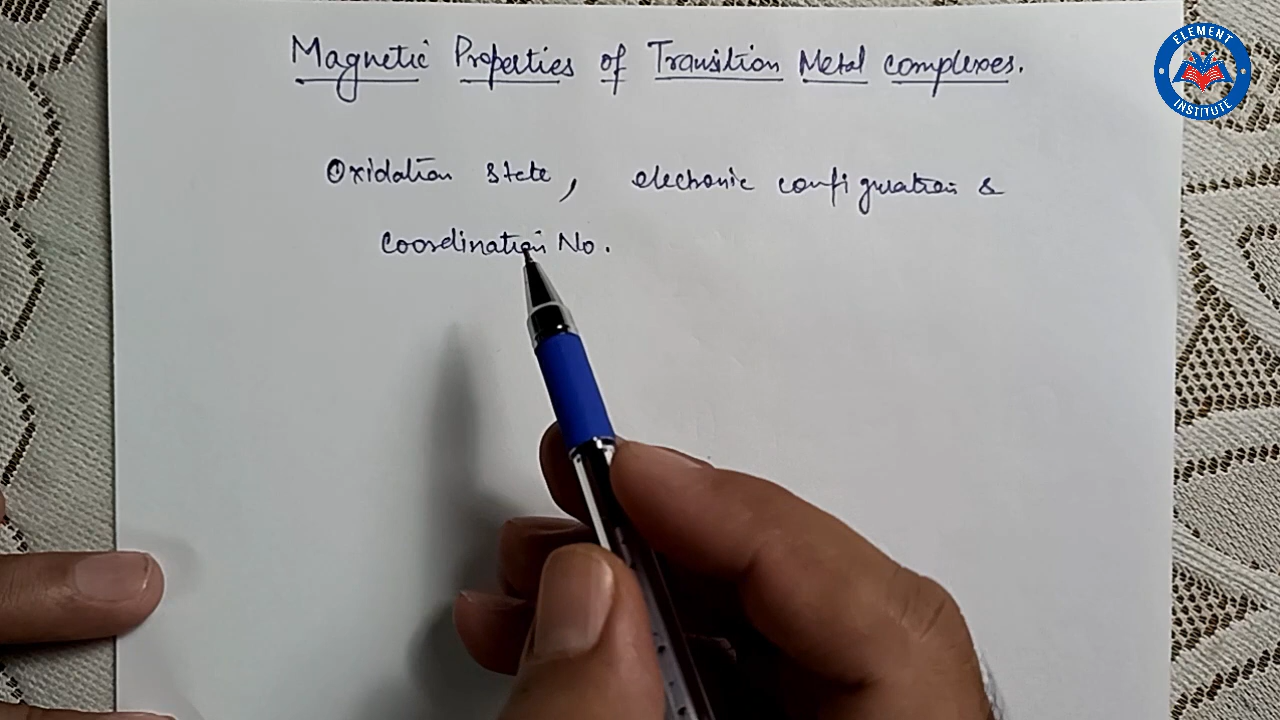 Magnetic Properties of Transition Metal complexes.
Oxidation state, electronic configuration &
Coordination No.
ELEMENT
INSTITUTE